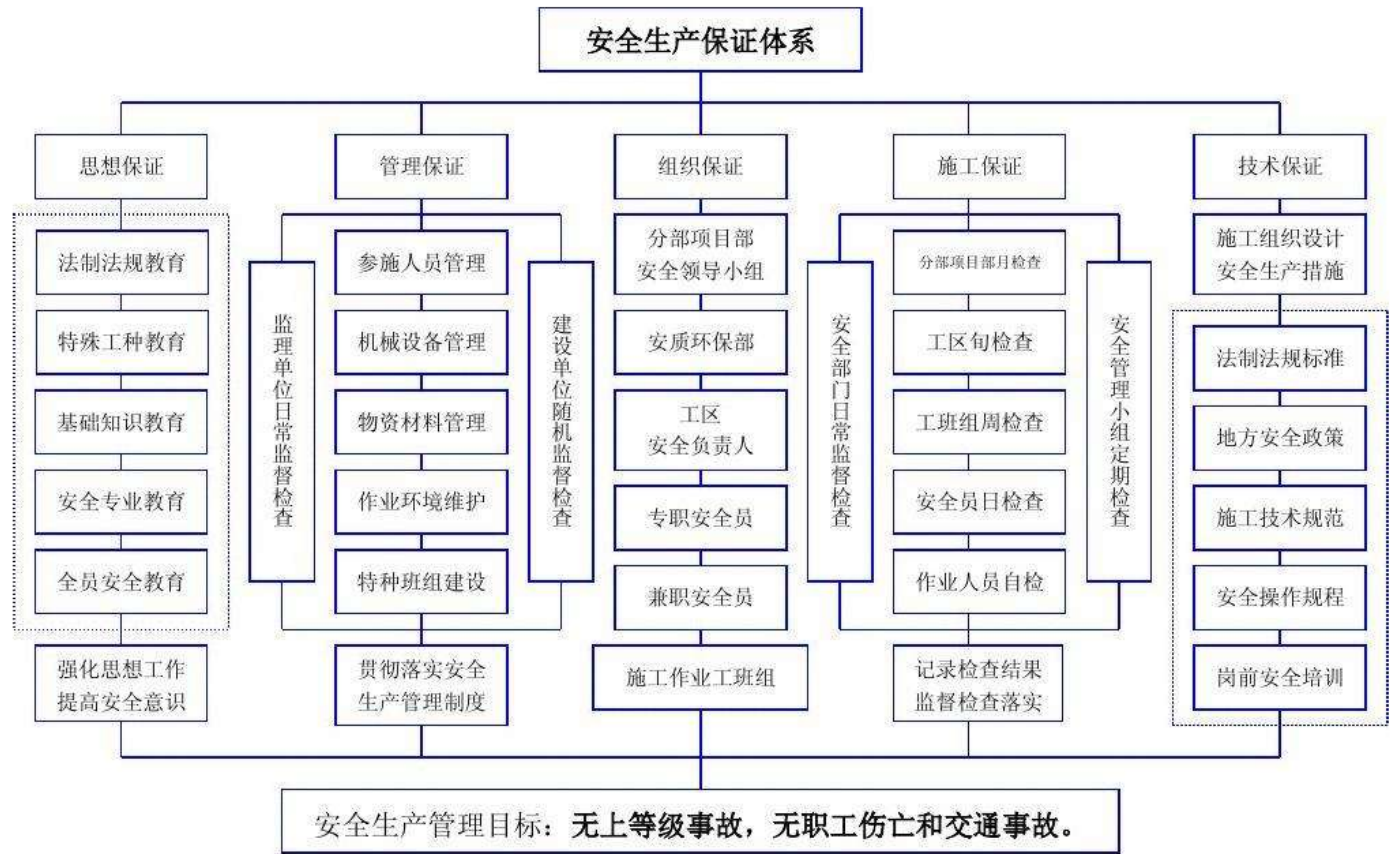 安全生产保证体系
思想保证
法制法规教育
特殊工种教育
基础知识教育
安全专业教育
全员安全教育
强化思想工作
提高安全意识
管理保证
监理单位日常监督检查
参施人员管理
机械设备管理
物资材料管理
作业环境维护
特种班组建设
建设单位随机监督检查
贯彻落实安全
生产管理制度
组织保证
分部项目部
安全领导小组
安质环保部
工区
安全负责人
专职安全员
兼职安全员
施工作业工班组
施工保证
安全部门日常监督检查
分部项目部月检查
工区旬检查
工班组周检查
安全员日检查
作业人员自检
安全管理小组定期检查
记录检查结果
监督检查落实
技术保证
施工组织设计
安全生产措施
法制法规标准
地方安全政策
施工技术规范
安全操作规程
岗前安全培训
安全生产管理目标：无上等级事故，无职工伤亡和交通事故。